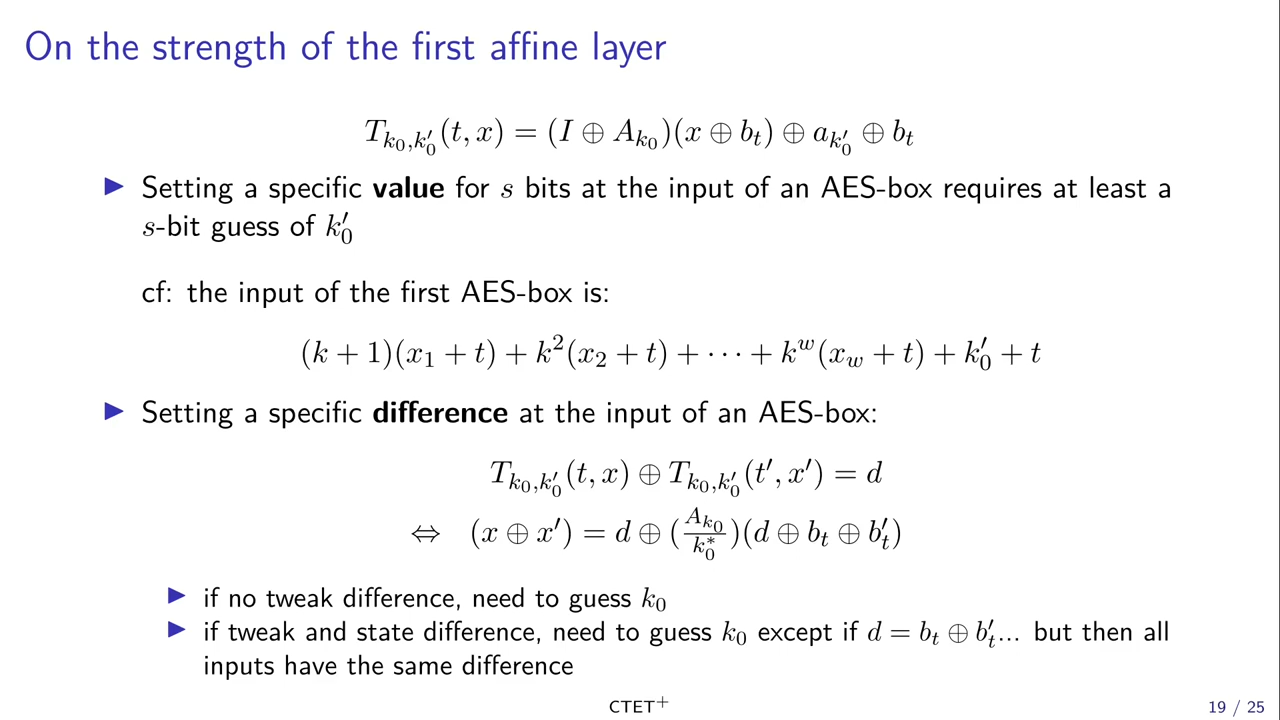 On the strength of the first affine layer
T_{k_0,k'_0}(t, x) = (I ⊕ A_{k_0})(x ⊕ b_t) ⊕ a_{k'_0} ⊕ b_t
▶ Setting a specific value for s bits at the input of an AES-box requires at least a
s-bit guess of k'_0
cf: the input of the first AES-box is:
(k + 1)(x_1 + t) + k^2(x_2 + t) + ··· + k^w(x_w + t) + k'_0 + t
▶ Setting a specific difference at the input of an AES-box:
T_{k_0,k'_0}(t, x) ⊕ T_{k_0,k'_0}(t', x') = d
⇔ (x ⊕ x') = d ⊕ (\frac{A_{k_0}}{k_0^*})(d ⊕ b_t ⊕ b'_t)
▶ if no tweak difference, need to guess k_0
▶ if tweak and state difference, need to guess k_0 except if d = b_t ⊕ b'_t... but then all
inputs have the same difference
CTET^+
19 / 25